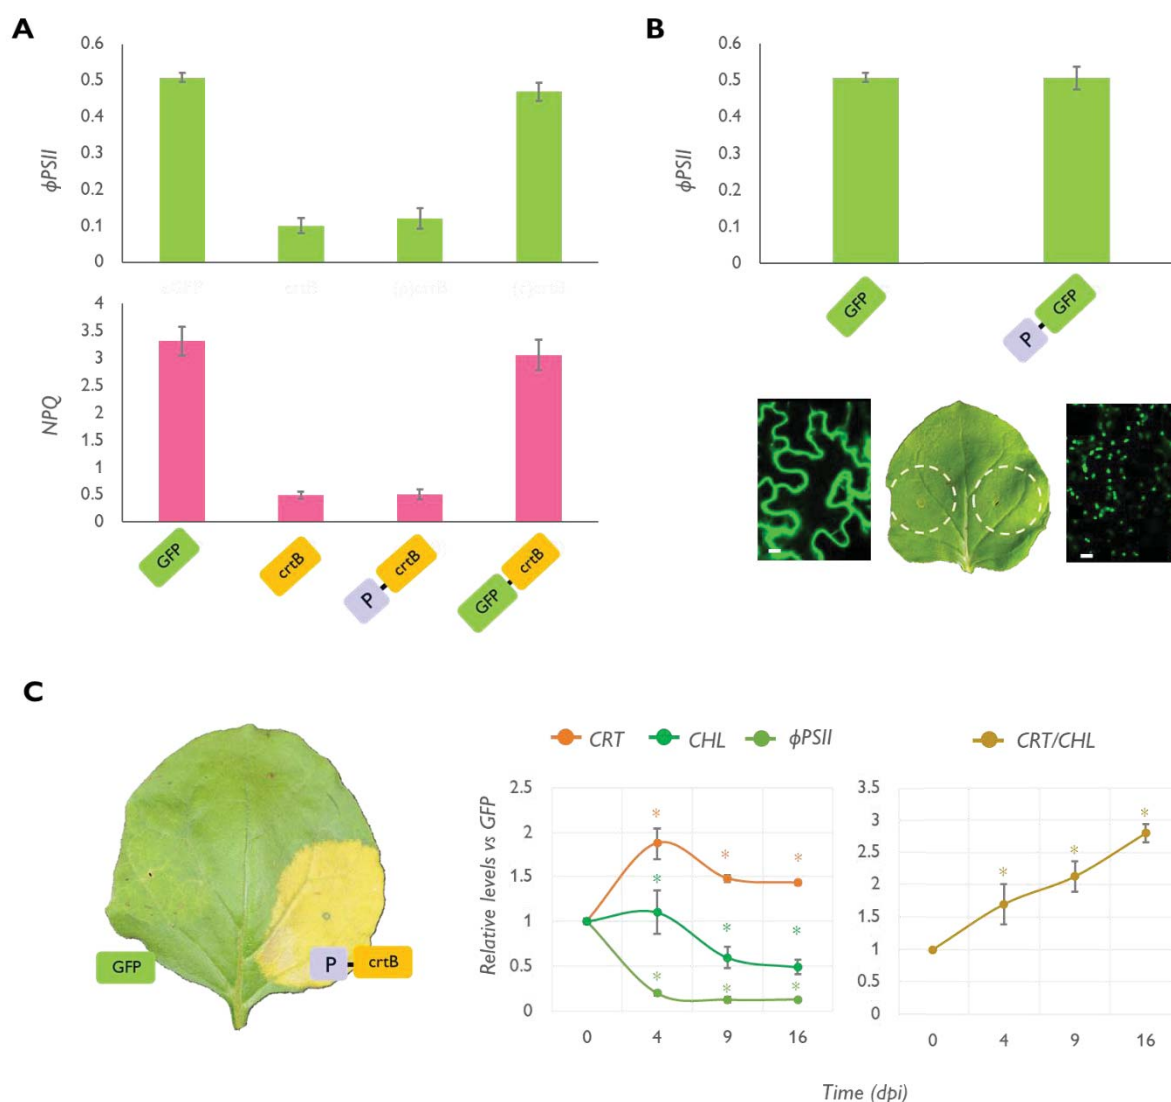 A
0.6
0.5
0.4
0.3
0.2
0.1
0
ϕPSII
4
3.5
3
2.5
2
1.5
1
0.5
0
NPQ
GFP
crtB
P crtB
GFP crtB
B
0.6
0.5
0.4
0.3
0.2
0.1
0
ϕPSII
GFP
P GFP
C
GFP
P crtB
CRT CHL ϕPSII
2.5
2
1.5
1
0.5
0
Relative levels vs GFP
* * *
* * *
* * *
0 4 9 16
CRT/CHL
3.5
3
2.5
2
1.5
1
0.5
0
* * *
0 4 9 16
Time (dpi)